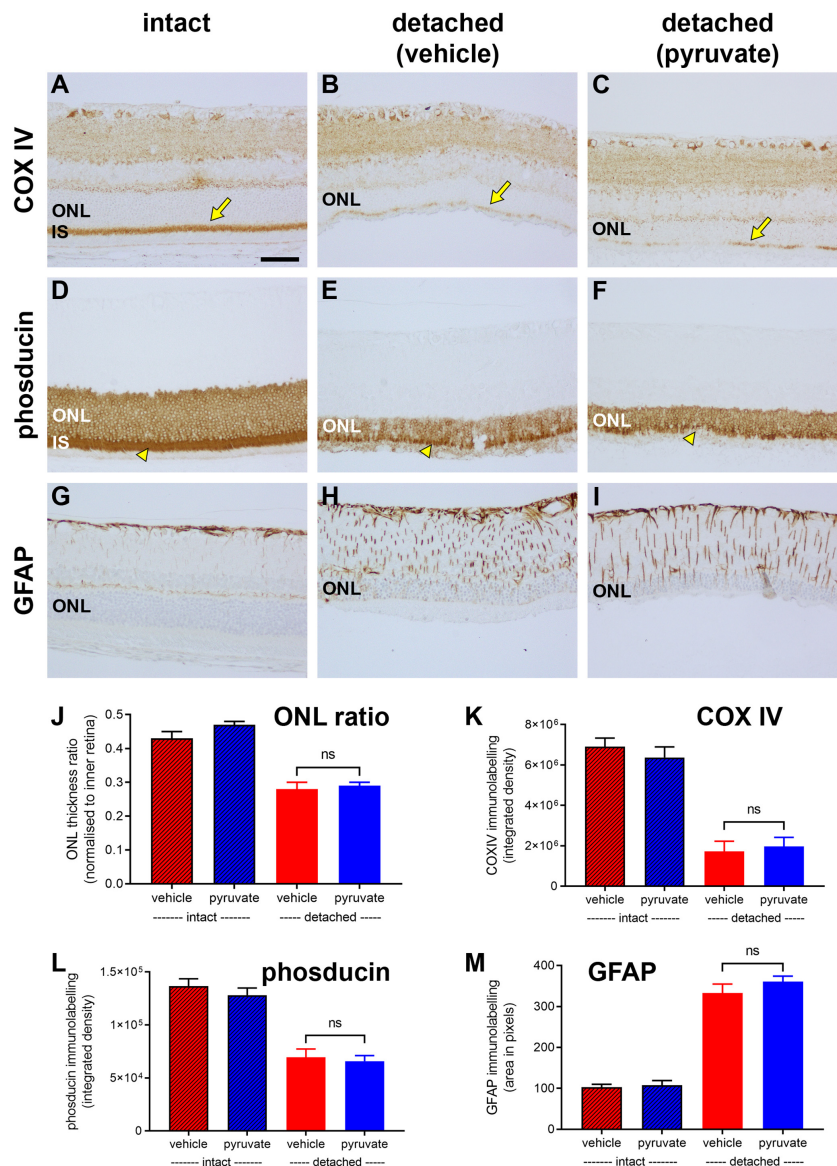 intact
detached
(vehicle)
detached
(pyruvate)
COX IV
A
ONL
IS
B
ONL
C
ONL
phosducin
D
ONL
IS
E
ONL
F
ONL
GFAP
G
ONL
H
ONL
I
ONL
J
ONL ratio
ONL thickness ratio
(normalised to inner retina)
0.5
0.4
0.3
0.2
0.1
0.0
ns
vehicle pyruvate vehicle pyruvate
------- intact ------- ----- detached -----
K
COX IV
COXIV immunolabelling
(integrated density)
8×10⁶
6×10⁶
4×10⁶
2×10⁶
0
ns
vehicle pyruvate vehicle pyruvate
------- intact ------- ----- detached -----
L
phosducin
phosducin immunolabelling
(integrated density)
1.5×10⁵
1×10⁵
5×10⁴
0
ns
vehicle pyruvate vehicle pyruvate
------- intact ------- ----- detached -----
M
GFAP
GFAP immunolabelling
(area in pixels)
400
300
200
100
0
ns
vehicle pyruvate vehicle pyruvate
------- intact ------- ----- detached -----